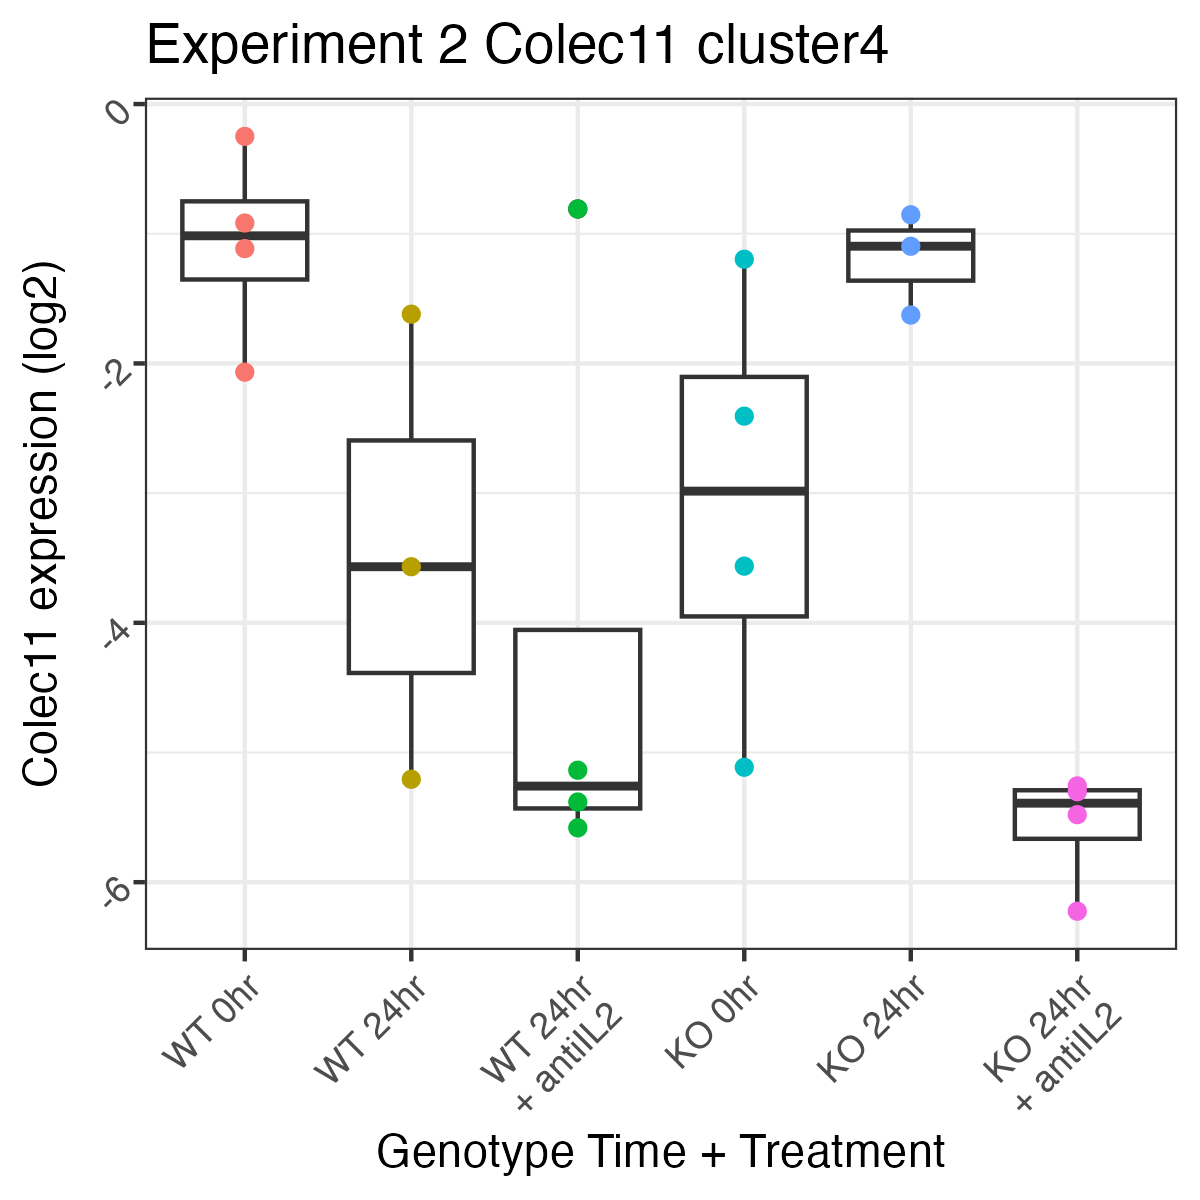 Experiment 2 Colec11 cluster4
Colec11 expression (log2)
0
-2
-4
-6
WT 0hr
WT 24hr
WT 24hr
+ antiIL2
KO 0hr
KO 24hr
KO 24hr
+ antiIL2
Genotype Time + Treatment